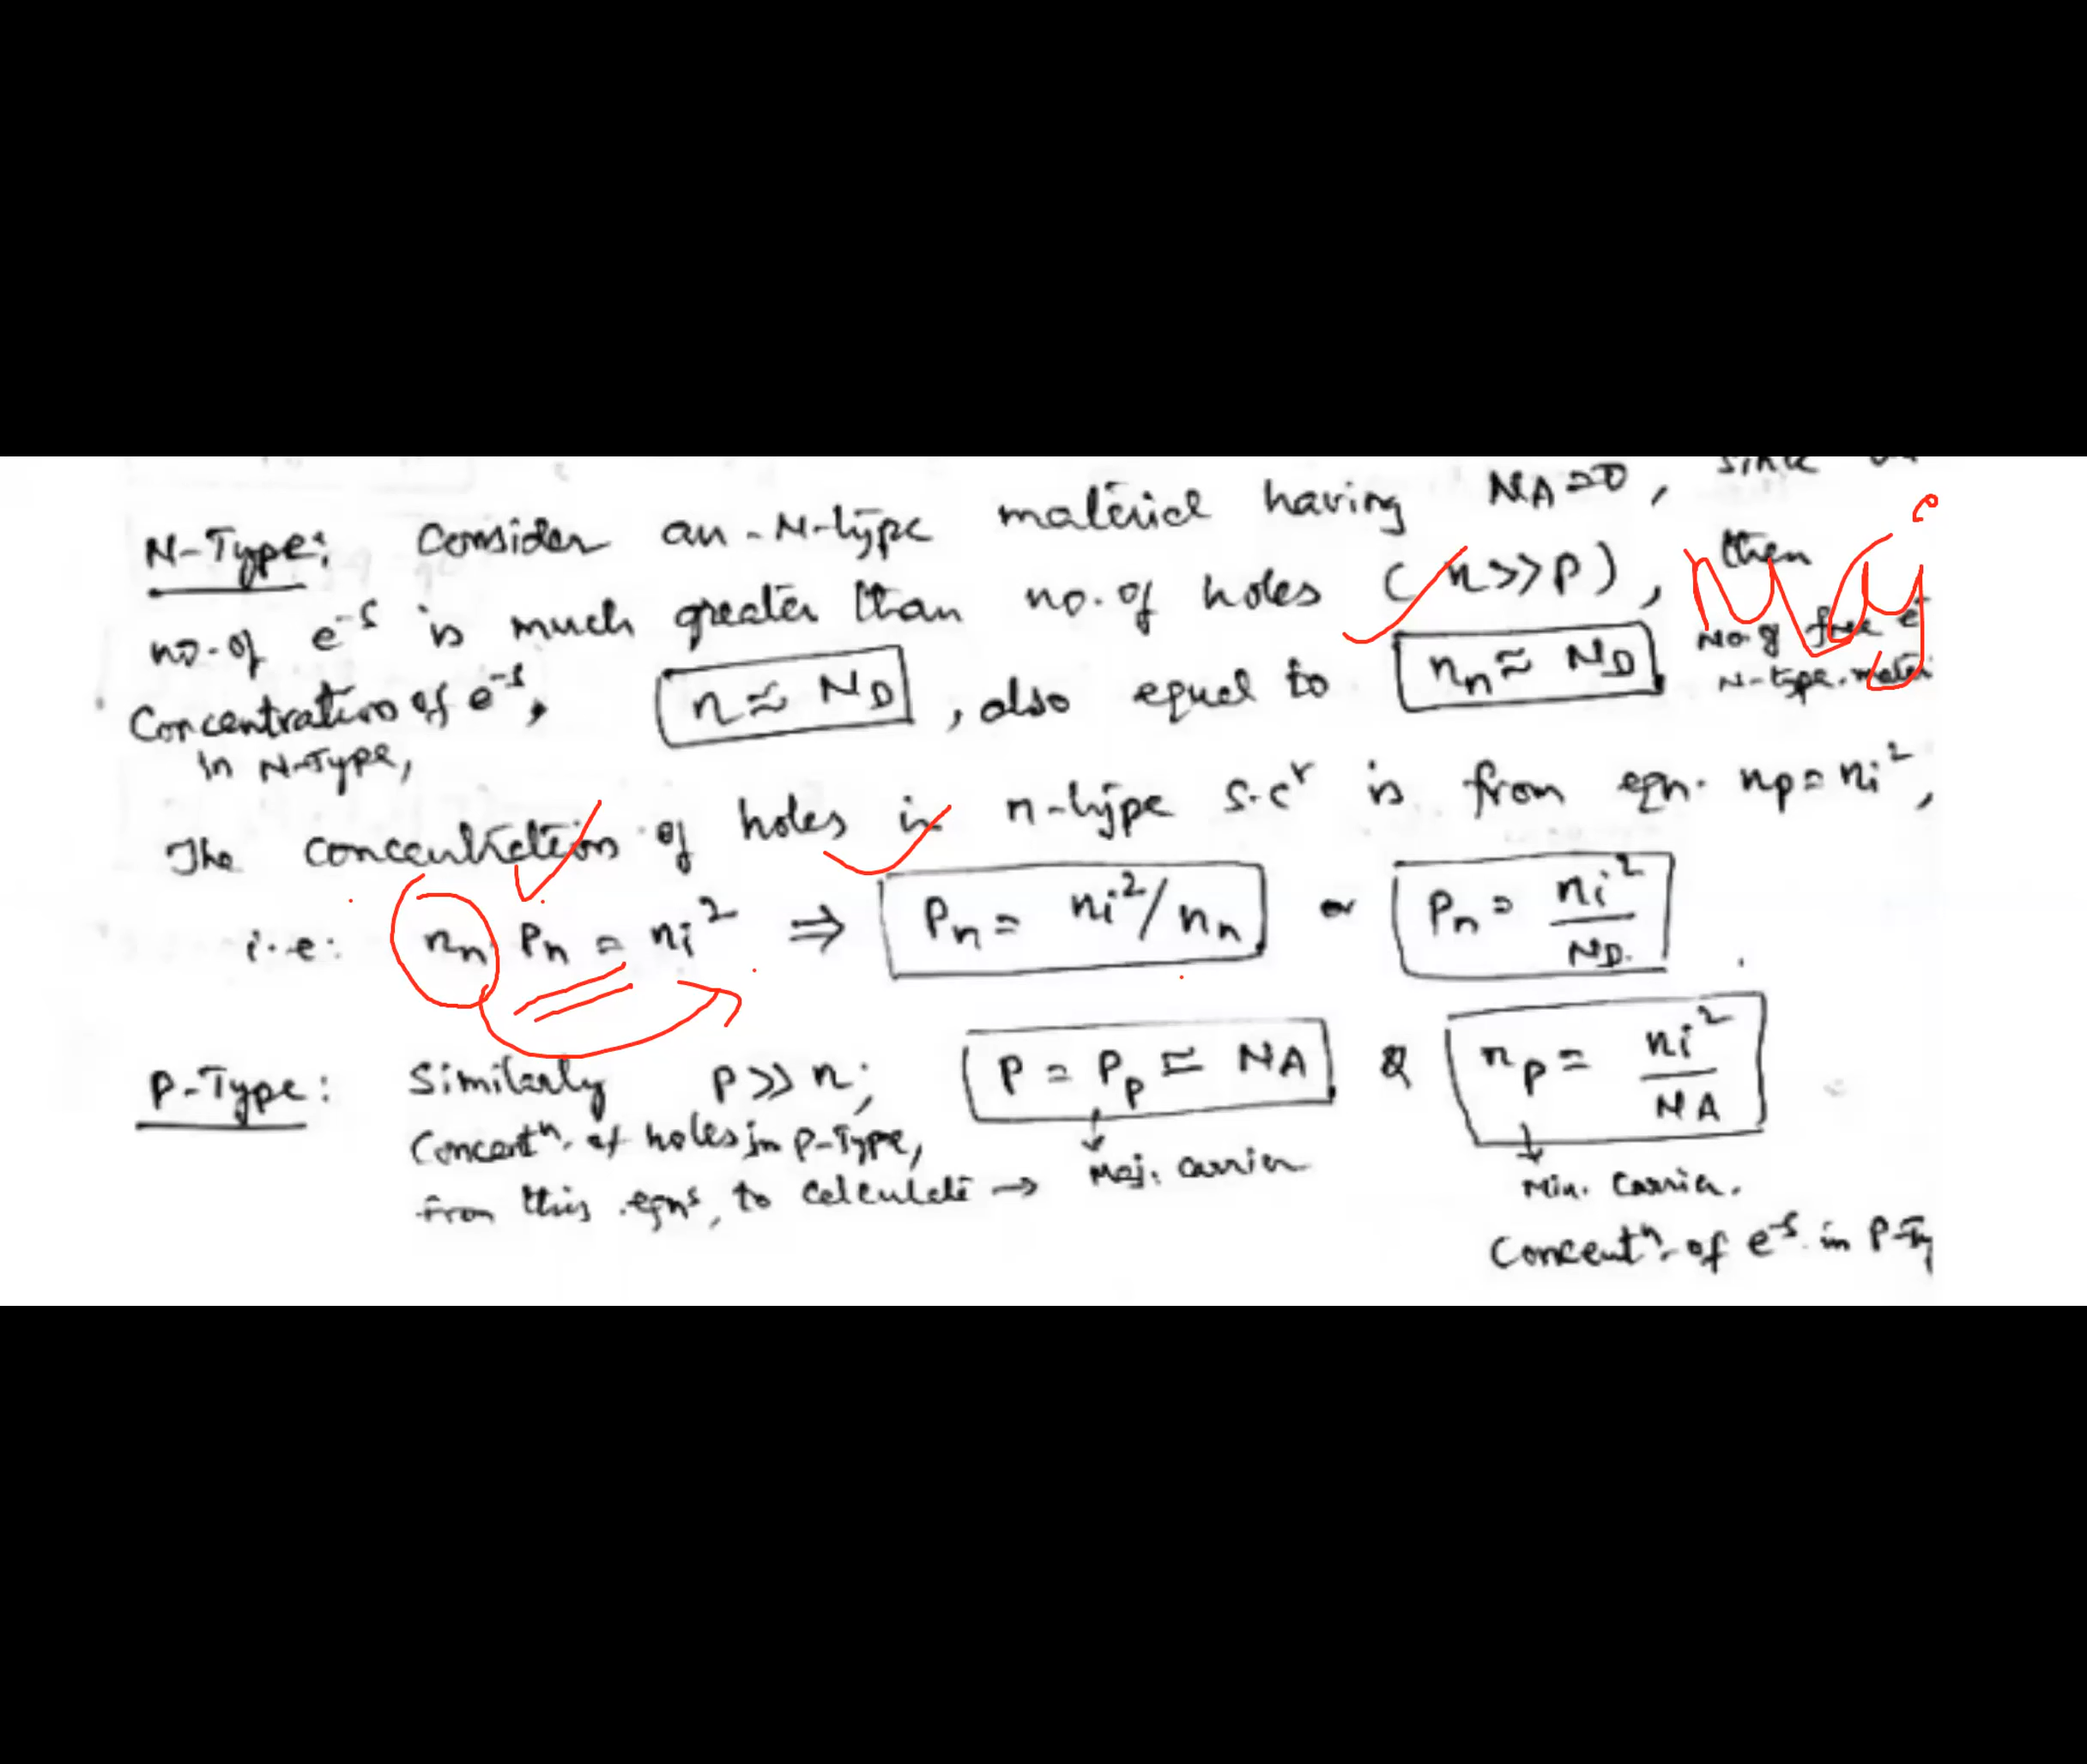 N-Type: Consider an N-type material having NA=0, since
no. of e⁻s is much greater than no. of holes (n>>p), then
Concentration of e⁻s, n ≈ ND, also equal to nn ≈ ND No. of free e
in N-Type, N-type. mater
Maj
The concentration of holes in n-type s.cr is from eqn. np = ni²,
i.e: nn Pn = ni² ⇒ Pn = ni²/nn or Pn = ni²/ND.
P-Type: Similarly P>>n; P = Pp ≅ NA & np = ni²/NA
Concentn. of holes in P-Type,
from this eqns, to calculate → Maj. carrier Min. Carrier.
Concentn. of e⁻s in P-Ty